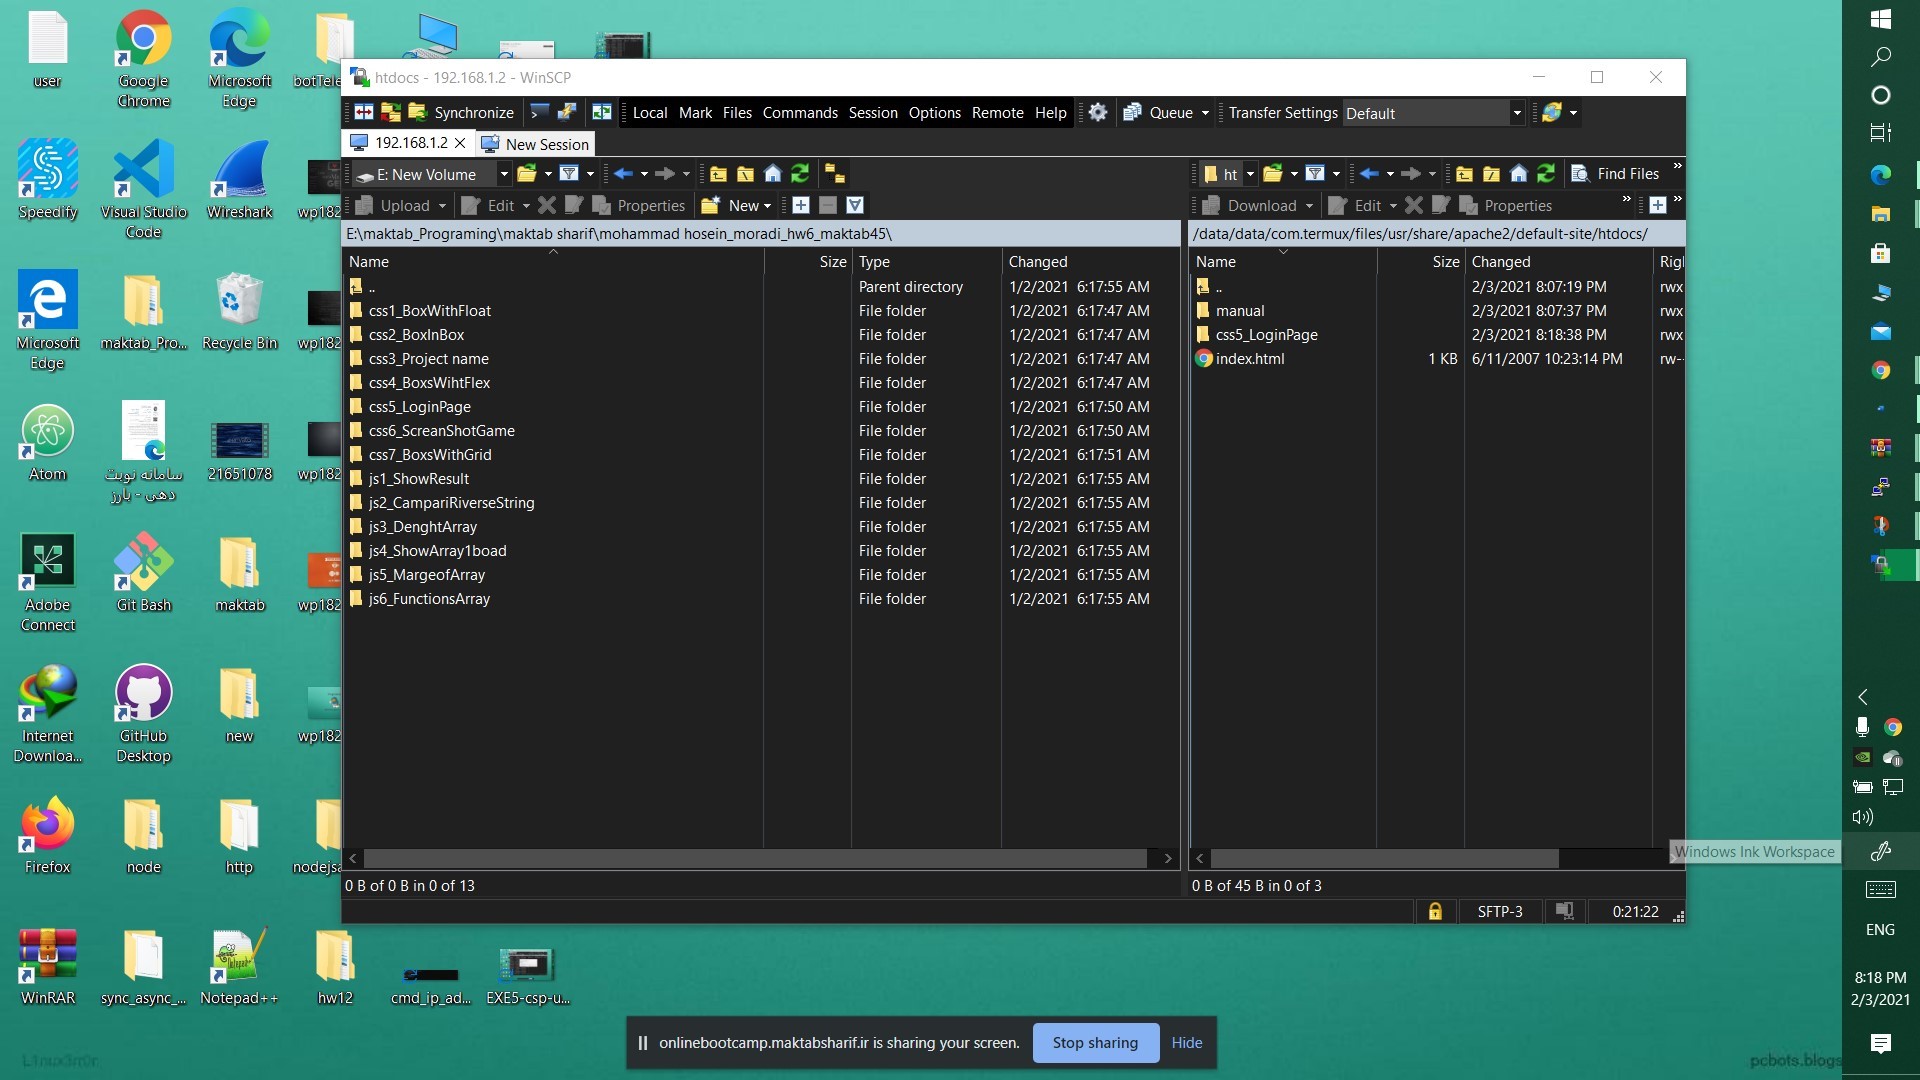 user
Google
Chrome
Microsoft
Edge
botTele
Speedify
Visual Studio
Code
Wireshark
wp182
Microsoft
Edge
maktab_Pro...
Recycle Bin
wp182
Atom
سامانه نوبت
دهی - بارز
21651078
wp182
Adobe
Connect
Git Bash
maktab
wp182
Internet
Downloa...
GitHub
Desktop
new
wp182
Firefox
node
http
nodejsa
WinRAR
sync_async_...
Notepad++
hw12
cmd_ip_ad...
EXE5-csp-u...
htdocs - 192.168.1.2 - WinSCP
Synchronize Local Mark Files Commands Session Options Remote Help Queue Transfer Settings Default
192.168.1.2 New Session
E: New Volume
ht Find Files
Upload Edit Properties New
Download Edit Properties
E:\maktab_Programing\maktab sharif\mohammad hosein_moradi_hw6_maktab45\
Name Size Type Changed
.. Parent directory 1/2/2021 6:17:55 AM
css1_BoxWithFloat File folder 1/2/2021 6:17:47 AM
css2_BoxInBox File folder 1/2/2021 6:17:47 AM
css3_Project name File folder 1/2/2021 6:17:47 AM
css4_BoxsWihtFlex File folder 1/2/2021 6:17:47 AM
css5_LoginPage File folder 1/2/2021 6:17:50 AM
css6_ScreanShotGame File folder 1/2/2021 6:17:50 AM
css7_BoxsWithGrid File folder 1/2/2021 6:17:51 AM
js1_ShowResult File folder 1/2/2021 6:17:55 AM
js2_CampariRiverseString File folder 1/2/2021 6:17:55 AM
js3_DenghtArray File folder 1/2/2021 6:17:55 AM
js4_ShowArray1boad File folder 1/2/2021 6:17:55 AM
js5_MargeofArray File folder 1/2/2021 6:17:55 AM
js6_FunctionsArray File folder 1/2/2021 6:17:55 AM
0 B of 0 B in 0 of 13
/data/data/com.termux/files/usr/share/apache2/default-site/htdocs/
Name Size Changed Rigl
.. 2/3/2021 8:07:19 PM rwx
manual 2/3/2021 8:07:37 PM rwx
css5_LoginPage 2/3/2021 8:18:38 PM rwx
index.html 1 KB 6/11/2007 10:23:14 PM rw--
0 B of 45 B in 0 of 3
SFTP-3 0:21:22
Windows Ink Workspace
ENG
8:18 PM
2/3/2021
onlinebootcamp.maktabsharif.ir is sharing your screen. Stop sharing Hide
L1nux3rr0r
pcbots.blogs